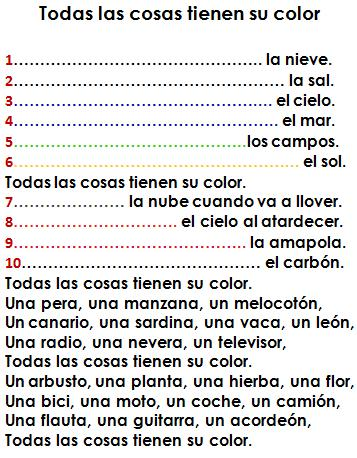 Todas las cosas tienen su color
1.......................................... la nieve.
2.............................................. la sal.
3............................................ el cielo.
4............................................. el mar.
5........................................los campos.
6................................................ el sol.
Todas las cosas tienen su color.
7................... la nube cuando va a llover.
8............................ el cielo al atardecer.
9........................................ la amapola.
10......................................... el carbón.
Todas las cosas tienen su color.
Una pera, una manzana, un melocotón,
Un canario, una sardina, una vaca, un león,
Una radio, una nevera, un televisor,
Todas las cosas tienen su color.
Un arbusto, una planta, una hierba, una flor,
Una bici, una moto, un coche, un camión,
Una flauta, una guitarra, un acordeón,
Todas las cosas tienen su color.